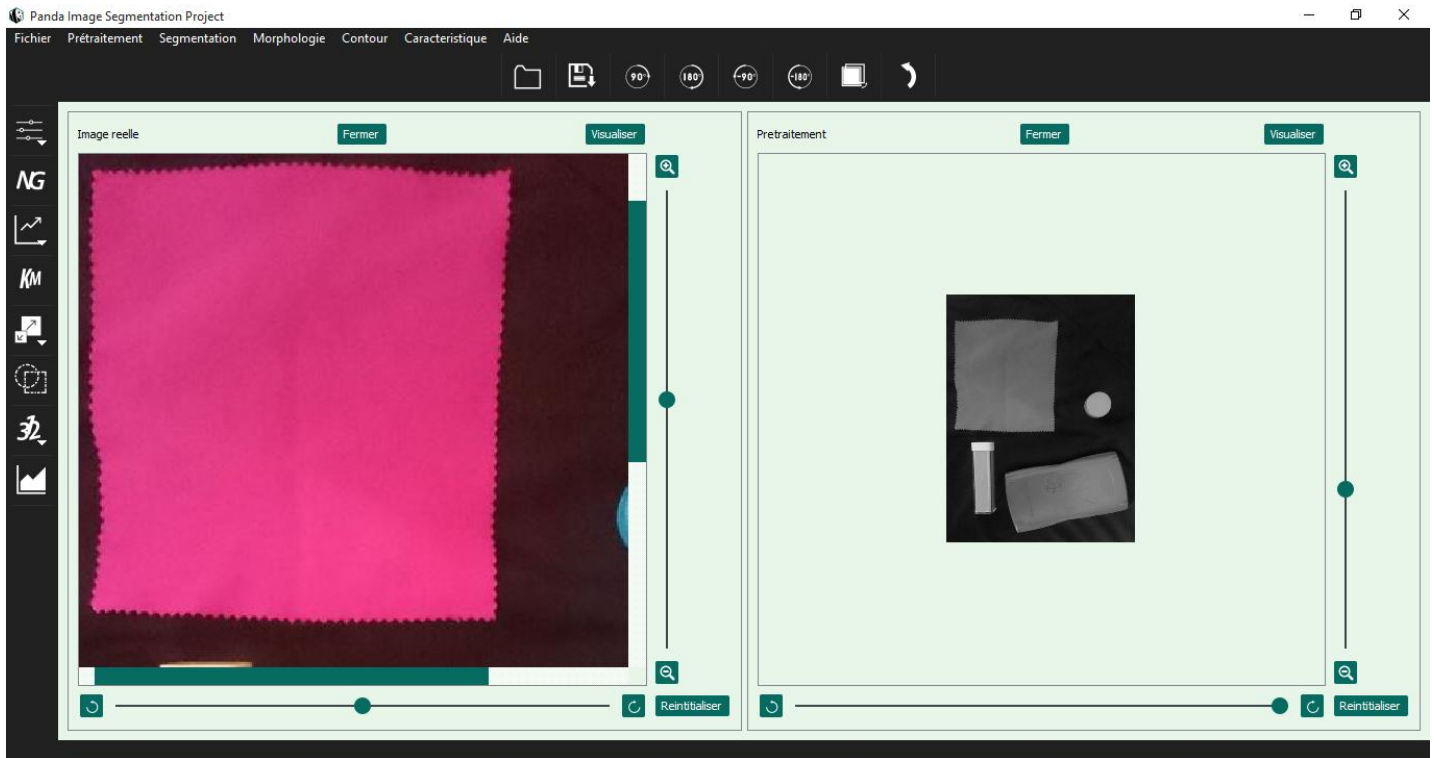 Panda Image Segmentation Project
Fichier Prétraitement Segmentation Morphologie Contour Caracteristique Aide
90° 180° -90° -180°
Image reelle Fermer Visualiser
Pretraitement Fermer Visualiser
NG
KM
Reintitialiser
Reintitialiser